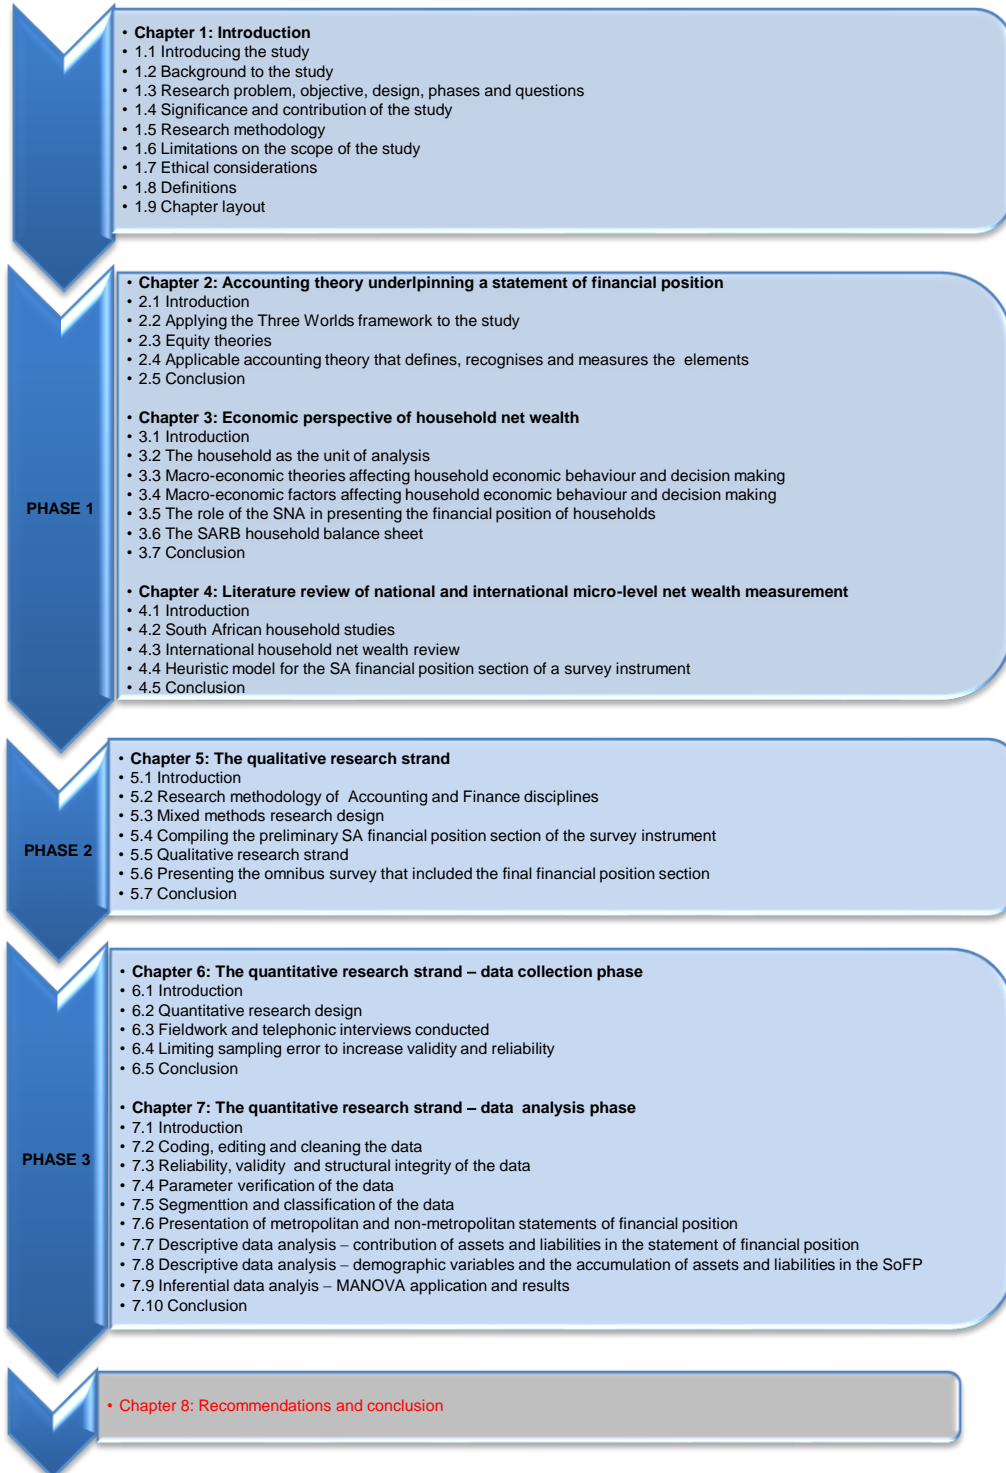 • Chapter 1: Introduction
• 1.1 Introducing the study
• 1.2 Background to the study
• 1.3 Research problem, objective, design, phases and questions
• 1.4 Significance and contribution of the study
• 1.5 Research methodology
• 1.6 Limitations on the scope of the study
• 1.7 Ethical considerations
• 1.8 Definitions
• 1.9 Chapter layout
PHASE 1
• Chapter 2: Accounting theory underlpinning a statement of financial position
• 2.1 Introduction
• 2.2 Applying the Three Worlds framework to the study
• 2.3 Equity theories
• 2.4 Applicable accounting theory that defines, recognises and measures the elements
• 2.5 Conclusion
• Chapter 3: Economic perspective of household net wealth
• 3.1 Introduction
• 3.2 The household as the unit of analysis
• 3.3 Macro-economic theories affecting household economic behaviour and decision making
• 3.4 Macro-economic factors affecting household economic behaviour and decision making
• 3.5 The role of the SNA in presenting the financial position of households
• 3.6 The SARB household balance sheet
• 3.7 Conclusion
• Chapter 4: Literature review of national and international micro-level net wealth measurement
• 4.1 Introduction
• 4.2 South African household studies
• 4.3 International household net wealth review
• 4.4 Heuristic model for the SA financial position section of a survey instrument
• 4.5 Conclusion
PHASE 2
• Chapter 5: The qualitative research strand
• 5.1 Introduction
• 5.2 Research methodology of Accounting and Finance disciplines
• 5.3 Mixed methods research design
• 5.4 Compiling the preliminary SA financial position section of the survey instrument
• 5.5 Qualitative research strand
• 5.6 Presenting the omnibus survey that included the final financial position section
• 5.7 Conclusion
PHASE 3
• Chapter 6: The quantitative research strand – data collection phase
• 6.1 Introduction
• 6.2 Quantitative research design
• 6.3 Fieldwork and telephonic interviews conducted
• 6.4 Limiting sampling error to increase validity and reliability
• 6.5 Conclusion
• Chapter 7: The quantitative research strand – data analysis phase
• 7.1 Introduction
• 7.2 Coding, editing and cleaning the data
• 7.3 Reliability, validity and structural integrity of the data
• 7.4 Parameter verification of the data
• 7.5 Segmenttion and classification of the data
• 7.6 Presentation of metropolitan and non-metropolitan statements of financial position
• 7.7 Descriptive data analysis – contribution of assets and liabilities in the statement of financial position
• 7.8 Descriptive data analysis – demographic variables and the accumulation of assets and liabilities in the SoFP
• 7.9 Inferential data analyis – MANOVA application and results
• 7.10 Conclusion
• Chapter 8: Recommendations and conclusion